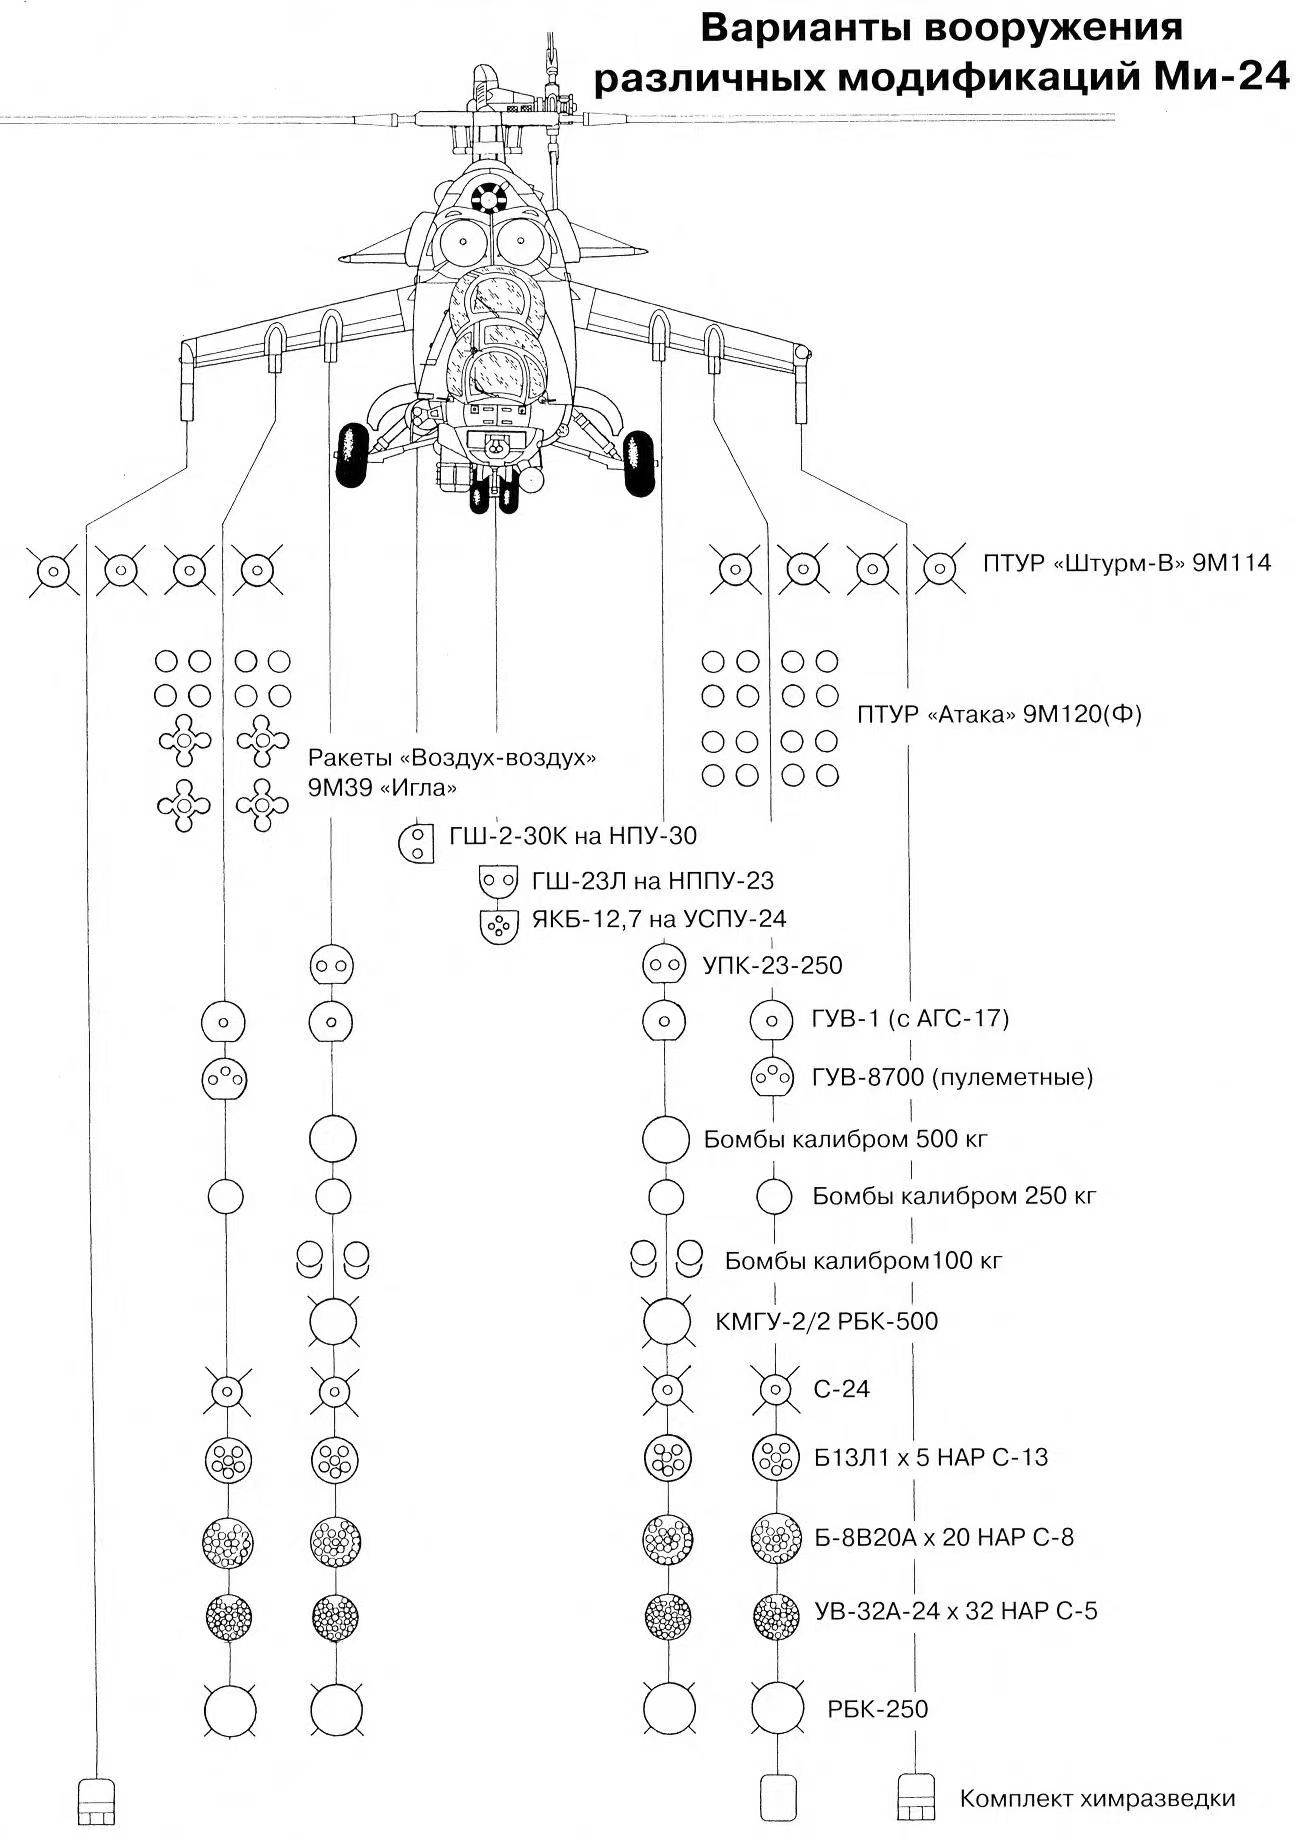 Варианты вооружения
различных модификаций Ми-24
ПТУР «Штурм-В» 9М114
ПТУР «Атака» 9М120(Ф)
Ракеты «Воздух-воздух»
9М39 «Игла»
ГШ-2-30К на НПУ-30
ГШ-23Л на НППУ-23
ЯКБ-12,7 на УСПУ-24
УПК-23-250
ГУВ-1 (с АГС-17)
ГУВ-8700 (пулеметные)
Бомбы калибром 500 кг
Бомбы калибром 250 кг
Бомбы калибром100 кг
КМГУ-2/2 РБК-500
С-24
Б13Л1 х 5 НАР С-13
Б-8В20А х 20 НАР С-8
УВ-32А-24 х 32 НАР С-5
РБК-250
Комплект химразведки